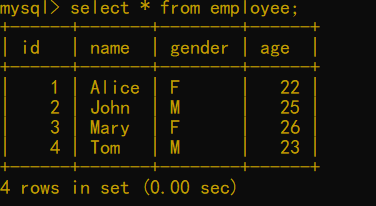 mysql> select * from employee;
+------+-------+--------+------+
| id   | name  | gender | age  |
+------+-------+--------+------+
|    1 | Alice | F      |   22 |
|    2 | John  | M      |   25 |
|    3 | Mary  | F      |   26 |
|    4 | Tom   | M      |   23 |
+------+-------+--------+------+
4 rows in set (0.00 sec)